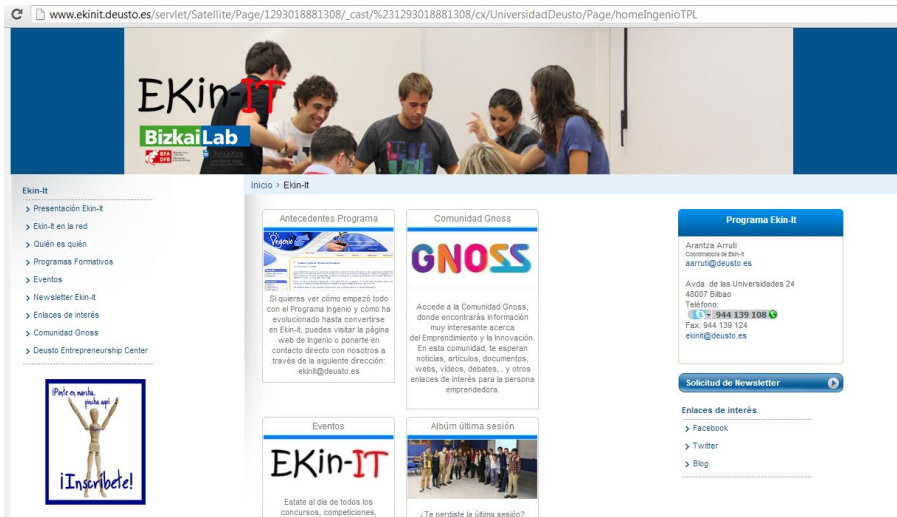 www.ekinit.deusto.es/servlet/Satellite/Page/1293018881308/_cast/%231293018881308/cx/UniversidadDeusto/Page/homeIngenioTPL
EKin-IT
BizkaiLab
BFA
DFB
Deusto
Inicio > Ekin-It
Ekin-It
Presentación Ekin-It
Ekin-It en la red
Quién es quién
Programas Formativos
Eventos
Newsletter Ekin-It
Enlaces de interés
Comunidad Gnoss
Deusto Entrepreneurship Center
¡Ponte en marcha,
pincha aquí!
¡Inscríbete!
Antecedentes Programa
Ingenio
Si quieres ver cómo empezó todo
con el Programa Ingenio y cómo ha
evolucionado hasta convertirse
en Ekin-It, puedes visitar la página
web de Ingenio o ponerte en
contacto directo con nosotros a
través de la siguiente dirección:
ekinit@deusto.es
Comunidad Gnoss
GNOSS
Accede a la Comunidad Gnoss,
donde encontrarás información
muy interesante acerca
del Emprendimiento y la Innovación.
En esta comunidad, te esperan
noticias, artículos, documentos,
webs, vídeos, debates,.. y otros
enlaces de interés para la persona
emprendedora.
Eventos
EKin-IT
Estate al día de todos los
concursos, competiciones,
Albúm última sesión
¿Te perdiste la última sesión?
Programa Ekin-It
Arantza Arruti
Coordinadora de Ekin-It
aarruti@deusto.es
Avda. de las Universidades 24
48007 Bilbao
Teléfono:
944 139 108
Fax: 944 139 124
ekinit@deusto.es
Solicitud de Newsletter
Enlaces de interés
Facebook
Twitter
Blog